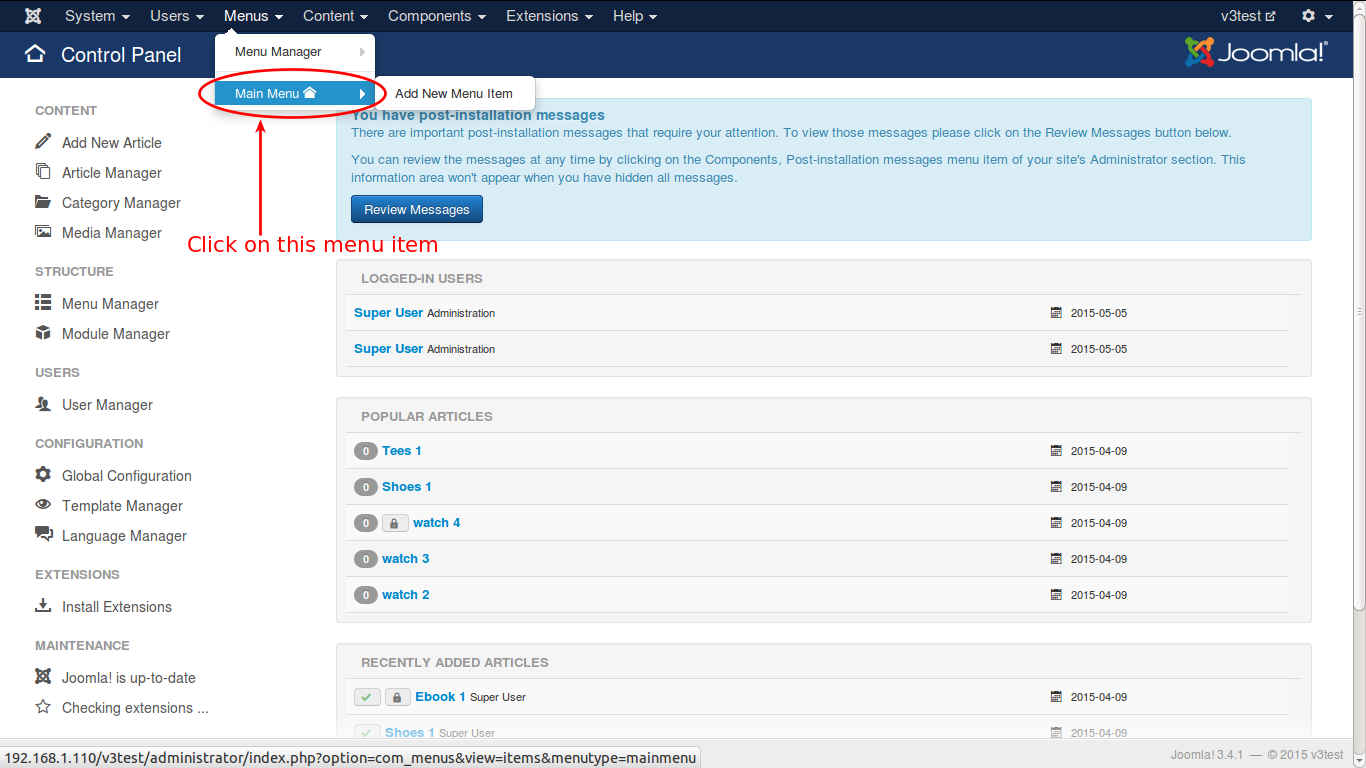 System Users Menus Content Components Extensions Help v3test
Control Panel Joomla!®
Menu Manager
Main Menu Add New Menu Item
Click on this menu item
CONTENT
Add New Article
Article Manager
Category Manager
Media Manager
STRUCTURE
Menu Manager
Module Manager
USERS
User Manager
CONFIGURATION
Global Configuration
Template Manager
Language Manager
EXTENSIONS
Install Extensions
MAINTENANCE
Joomla! is up-to-date
Checking extensions ...
You have post-installation messages
There are important post-installation messages that require your attention. To view those messages please click on the Review Messages button below.
You can review the messages at any time by clicking on the Components, Post-installation messages menu item of your site's Administrator section. This
information area won't appear when you have hidden all messages.
Review Messages
LOGGED-IN USERS
Super User Administration 2015-05-05
Super User Administration 2015-05-05
POPULAR ARTICLES
0 Tees 1 2015-04-09
0 Shoes 1 2015-04-09
0 watch 4 2015-04-09
0 watch 3 2015-04-09
0 watch 2 2015-04-09
RECENTLY ADDED ARTICLES
Ebook 1 Super User 2015-04-09
Shoes 1 Super User 2015-04-09
192.168.1.110/v3test/administrator/index.php?option=com_menus&view=items&menutype=mainmenu
Joomla! 3.4.1 — © 2015 v3test